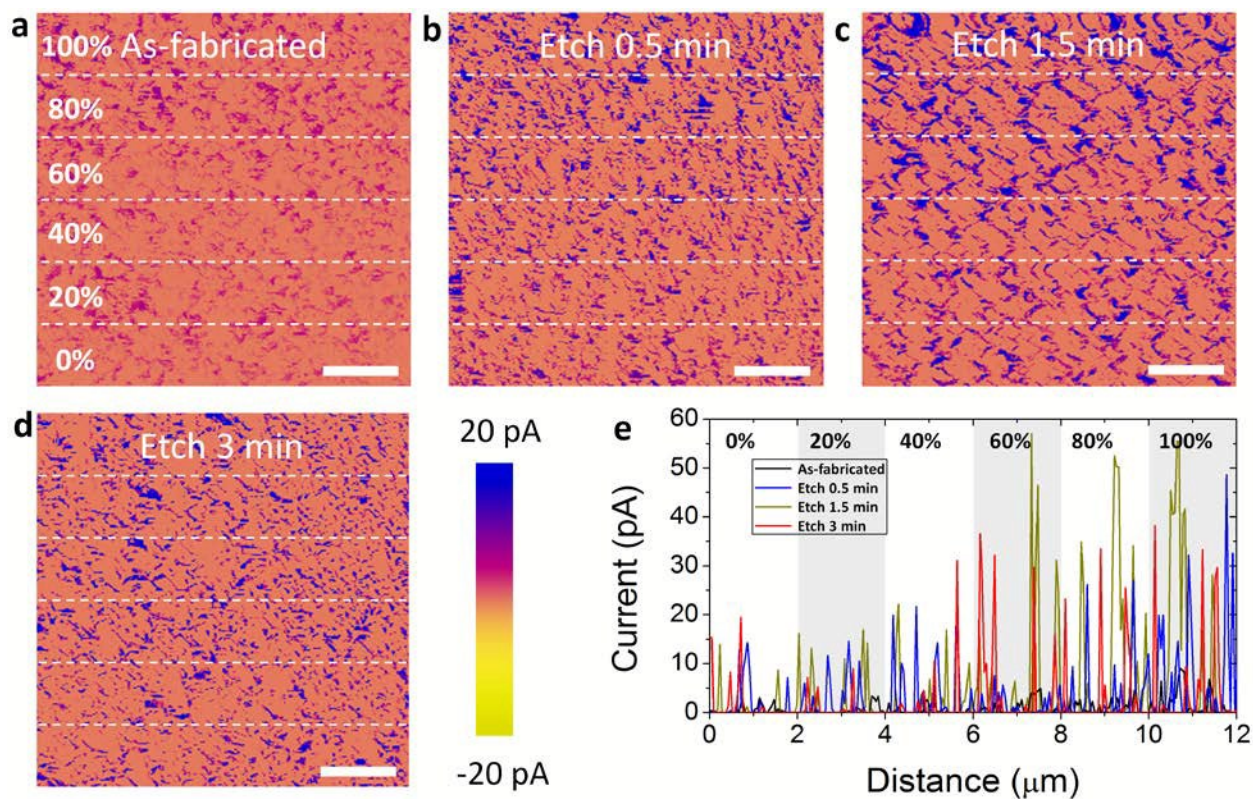 a
100% As-fabricated
80%
60%
40%
20%
0%
b
Etch 0.5 min
c
Etch 1.5 min
d
Etch 3 min
20 pA
-20 pA
e
0% 20% 40% 60% 80% 100%
As-fabricated
Etch 0.5 min
Etch 1.5 min
Etch 3 min
60
50
40
30
20
10
0
Current (pA)
0 2 4 6 8 10 12
Distance (μm)